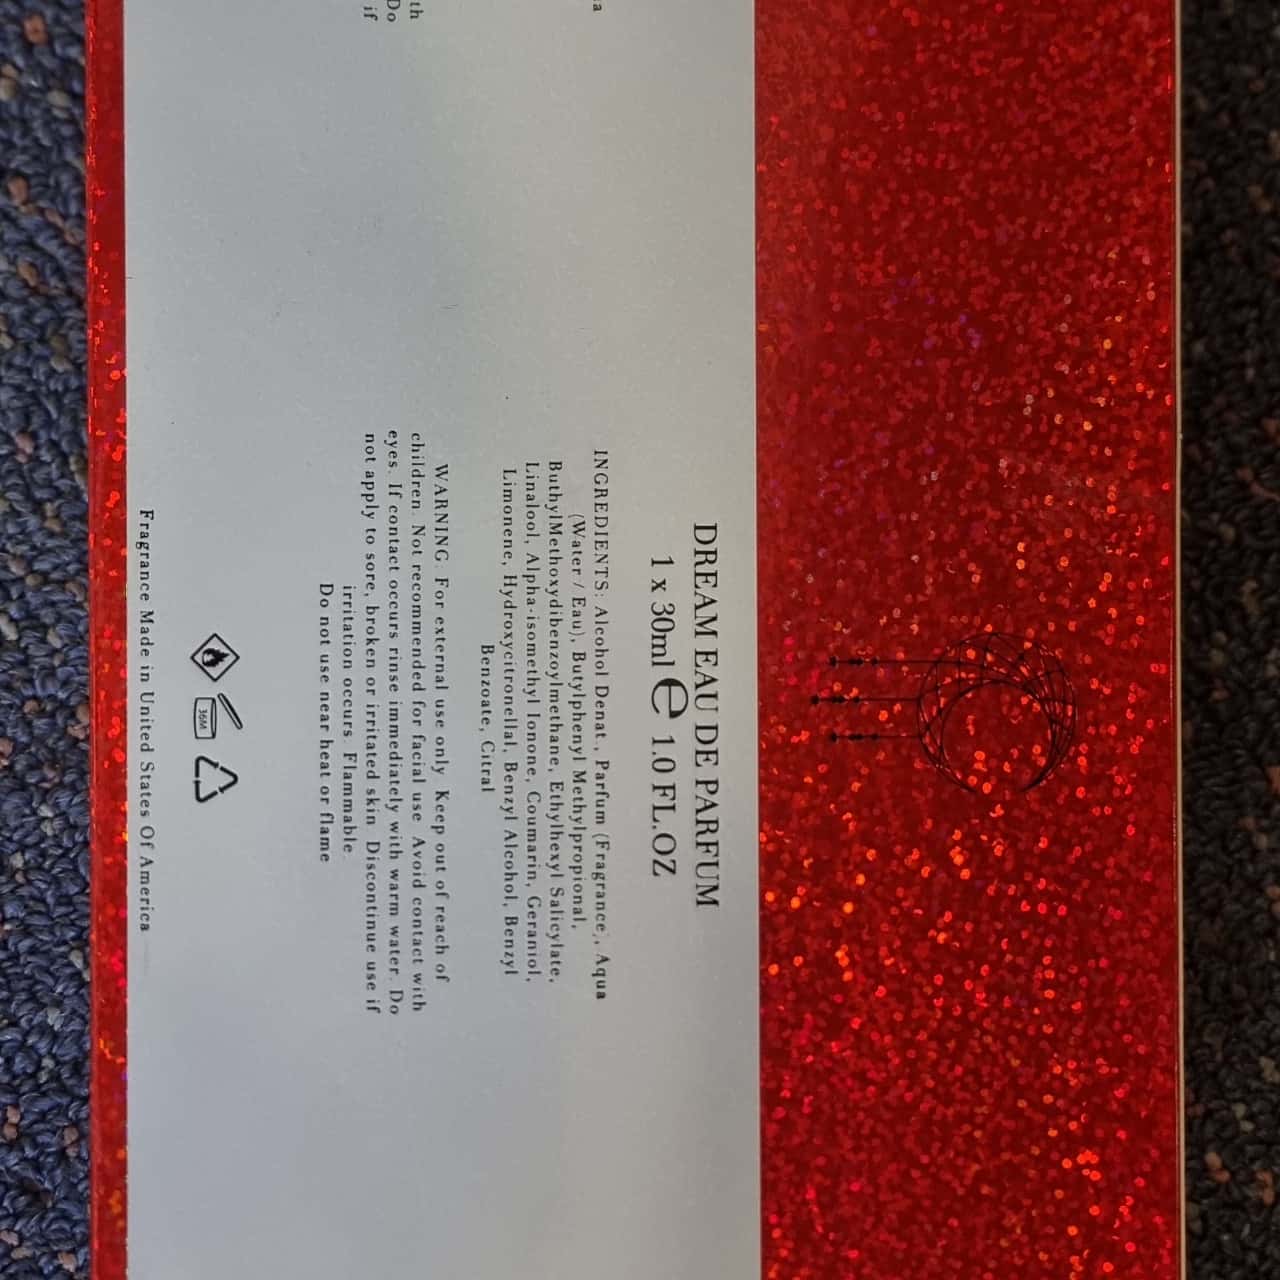 DREAM EAU DE PARFUM
1 x 30ml ℮ 1.0 FL.OZ
INGREDIENTS: Alcohol Denat., Parfum (Fragrance), Aqua
(Water / Eau), Butylphenyl Methylpropional,
ButhylMethoxydibenzoylmethane, Ethylhexyl Salicylate,
Linalool, Alpha-isomethyl Ionone, Coumarin, Geraniol,
Limonene, Hydroxycitronellal, Benzyl Alcohol, Benzyl
Benzoate, Citral
WARNING: For external use only. Keep out of reach of
children. Not recommended for facial use. Avoid contact with
eyes. If contact occurs rinse immediately with warm water. Do
not apply to sore, broken or irritated skin. Discontinue use if
irritation occurs. Flammable.
Do not use near heat or flame
36M
Fragrance Made in United States Of America
a
th
Do
if